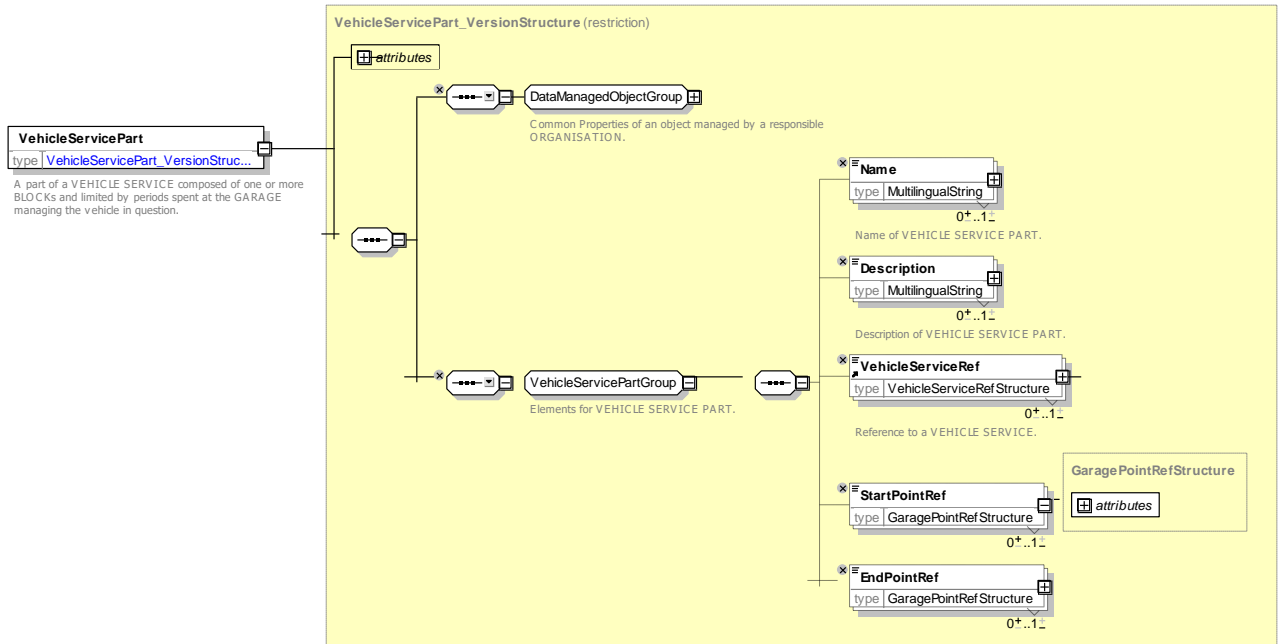 VehicleServicePart_VersionStructure (restriction)
attributes
VehicleServicePart
type VehicleServicePart_VersionStruc...
A part of a VEHICLE SERVICE composed of one or more
BLOCKs and limited by periods spent at the GARAGE
managing the vehicle in question.
DataManagedObjectGroup
Common Properties of an object managed by a responsible
ORGANISATION.
Name
type MultilingualString
0..1
Name of VEHICLE SERVICE PART.
Description
type MultilingualString
0..1
Description of VEHICLE SERVICE PART.
VehicleServicePartGroup
Elements for VEHICLE SERVICE PART.
VehicleServiceRef
type VehicleServiceRefStructure
0..1
Reference to a VEHICLE SERVICE.
StartPointRef
type GaragePointRefStructure
0..1
GaragePointRefStructure
attributes
EndPointRef
type GaragePointRefStructure
0..1